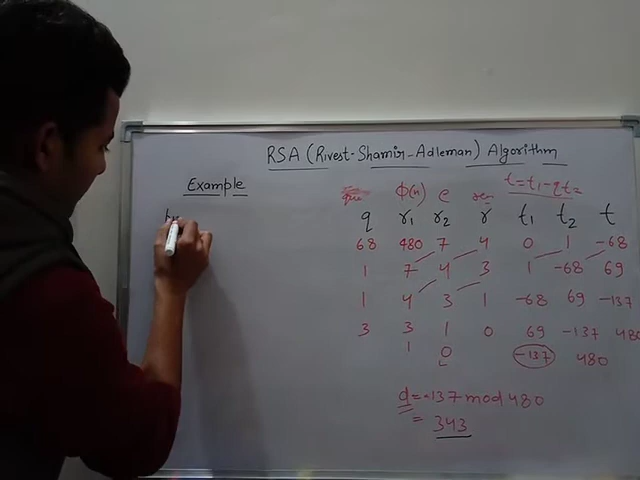 RSA (Rivest-Shamir-Adleman) Algorithm
Example
ϕ(n) e t=t₁-qt₂
q r₁ r₂ r t₁ t₂ t
68 480 7 4 0 1 -68
1 7 4 3 1 -68 69
1 4 3 1 -68 69 -137
3 3 1 0 69 -137 480
1 0 -137 480
d = -137 mod 480
= 343